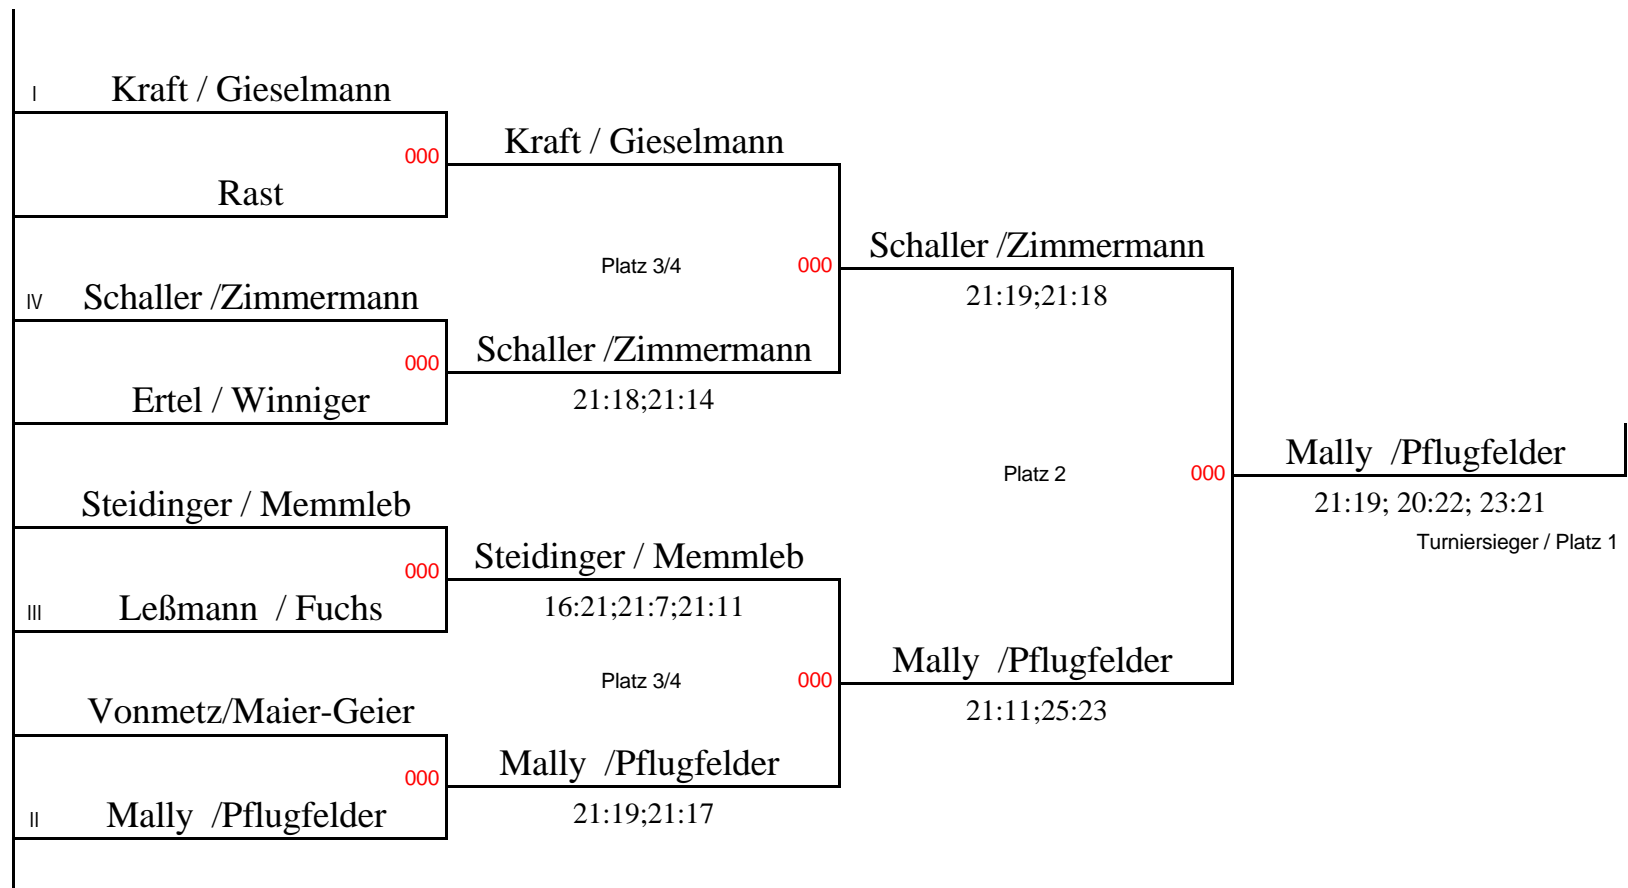 I Kraft / Gieselmann
000
Kraft / Gieselmann
Rast
Platz 3/4 000
Schaller /Zimmermann
21:19;21:18
IV Schaller /Zimmermann
000
Schaller /Zimmermann
21:18;21:14
Ertel / Winniger
Platz 2 000
Mally /Pflugfelder
21:19; 20:22; 23:21
Turniersieger / Platz 1
Steidinger / Memmleb
000
Steidinger / Memmleb
16:21;21:7;21:11
III Leßmann / Fuchs
Platz 3/4 000
Mally /Pflugfelder
21:11;25:23
Vonmetz/Maier-Geier
000
Mally /Pflugfelder
21:19;21:17
II Mally /Pflugfelder